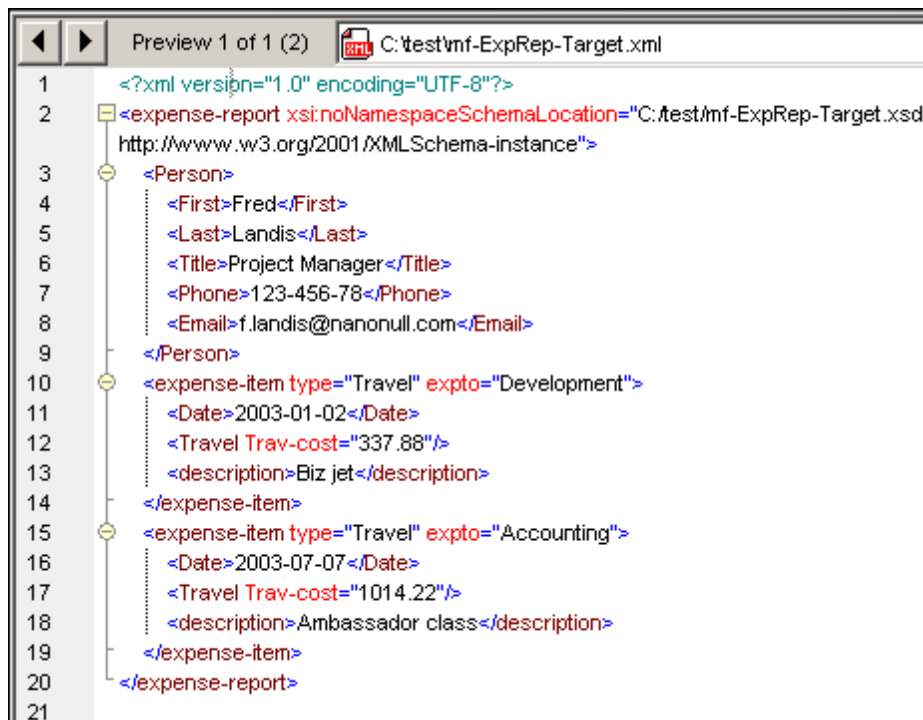 Preview 1 of 1 (2) C:\test\mf-ExpRep-Target.xml
1 <?xml version="1.0" encoding="UTF-8"?>
2 <expense-report xsi:noNamespaceSchemaLocation="C:/test/mf-ExpRep-Target.xsd
http://www.w3.org/2001/XMLSchema-instance">
3 <Person>
4 <First>Fred</First>
5 <Last>Landis</Last>
6 <Title>Project Manager</Title>
7 <Phone>123-456-78</Phone>
8 <Email>f.landis@nanonull.com</Email>
9 </Person>
10 <expense-item type="Travel" expto="Development">
11 <Date>2003-01-02</Date>
12 <Travel Trav-cost="337.88"/>
13 <description>Biz jet</description>
14 </expense-item>
15 <expense-item type="Travel" expto="Accounting">
16 <Date>2003-07-07</Date>
17 <Travel Trav-cost="1014.22"/>
18 <description>Ambassador class</description>
19 </expense-item>
20 </expense-report>
21